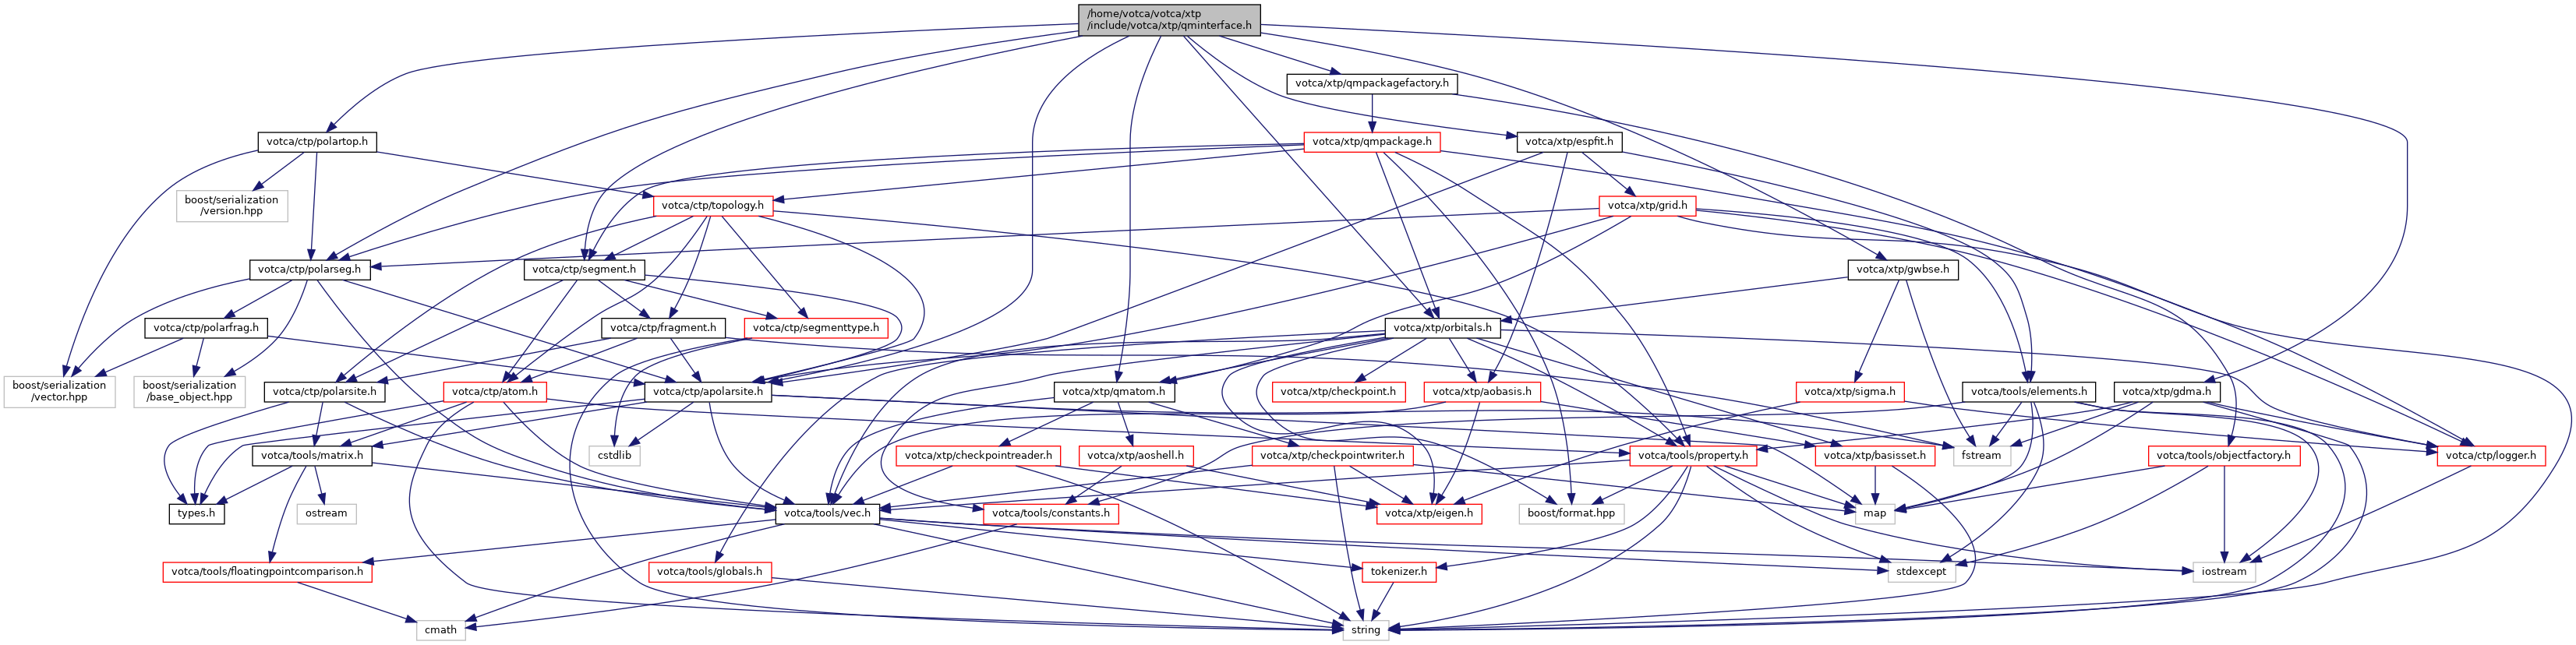 /home/votca/votca/xtp
/include/votca/xtp/qminterface.h
votca/xtp/qmpackagefactory.h
votca/ctp/polartop.h
votca/xtp/qmpackage.h
votca/xtp/espfit.h
boost/serialization
/version.hpp
votca/ctp/topology.h
votca/xtp/grid.h
votca/ctp/polarseg.h
votca/ctp/segment.h
votca/xtp/gwbse.h
votca/ctp/polarfrag.h
votca/ctp/fragment.h
votca/ctp/segmenttype.h
votca/xtp/orbitals.h
boost/serialization
/vector.hpp
boost/serialization
/base_object.hpp
votca/ctp/polarsite.h
votca/ctp/atom.h
votca/ctp/apolarsite.h
votca/xtp/qmatom.h
votca/xtp/checkpoint.h
votca/xtp/aobasis.h
votca/xtp/sigma.h
votca/tools/elements.h
votca/xtp/gdma.h
votca/tools/matrix.h
cstdlib
votca/xtp/checkpointreader.h
votca/xtp/aoshell.h
votca/xtp/checkpointwriter.h
votca/tools/property.h
votca/xtp/basisset.h
fstream
votca/tools/objectfactory.h
votca/ctp/logger.h
types.h
ostream
votca/tools/vec.h
votca/tools/constants.h
votca/xtp/eigen.h
boost/format.hpp
map
votca/tools/floatingpointcomparison.h
votca/tools/globals.h
tokenizer.h
stdexcept
iostream
cmath
string